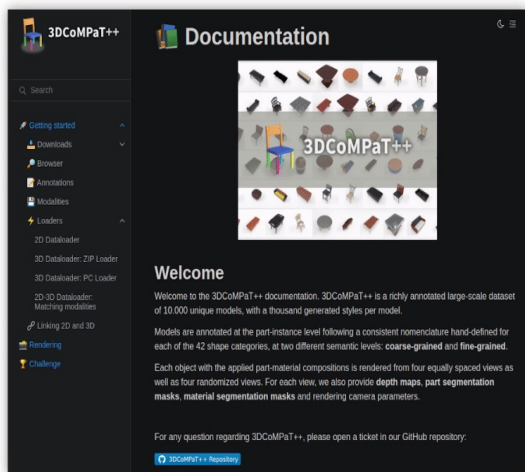 3DCoMPaT++
Search
Getting started
Downloads
Browser
Annotations
Modalities
Loaders
2D Dataloader
3D Dataloader: ZIP Loader
3D Dataloader: PC Loader
2D-3D Dataloader:
Matching modalities
Linking 2D and 3D
Rendering
Challenge
Documentation
3DCoMPaT++
Welcome
Welcome to the 3DCoMPaT++ documentation. 3DCoMPaT++ is a richly annotated large-scale dataset
of 10.000 unique models, with a thousand generated styles per model.
Models are annotated at the part-instance level following a consistent nomenclature hand-defined for
each of the 42 shape categories, at two different semantic levels: coarse-grained and fine-grained.
Each object with the applied part-material compositions is rendered from four equally spaced views as
well as four randomized views. For each view, we also provide depth maps, part segmentation
masks, material segmentation masks and rendering camera parameters.
For any question regarding 3DCoMPaT++, please open a ticket in our GitHub repository:
3DCoMPaT++ Repository